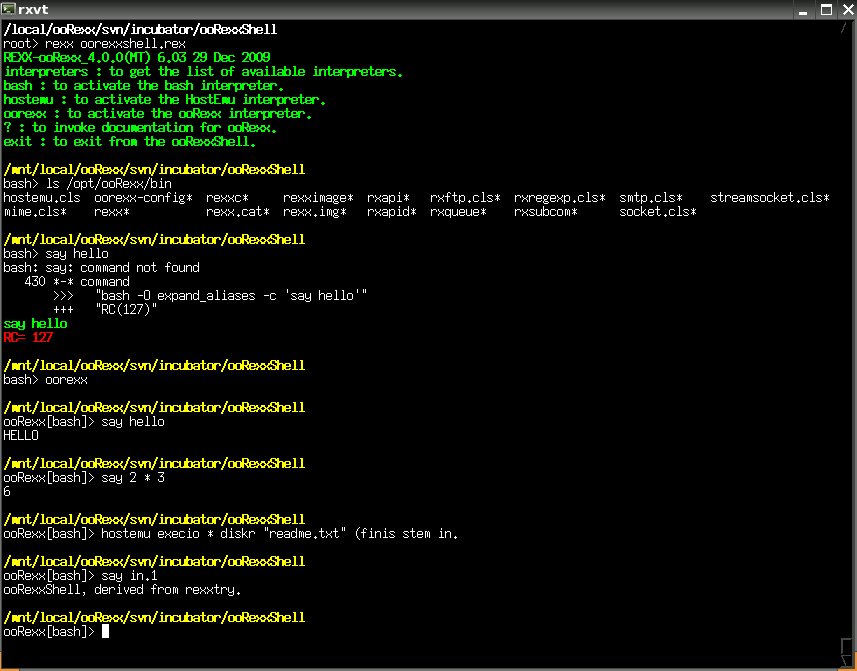 rxvt
/local/ooRexx/svn/incubator/ooRexxShell
root> rexx oorexxshell.rex
REXX-ooRexx_4.0.0(MT) 6.03 29 Dec 2009
interpreters : to get the list of available interpreters.
bash : to activate the bash interpreter.
hostemu : to activate the HostEmu interpreter.
oorexx : to activate the ooRexx interpreter.
? : to invoke documentation for ooRexx.
exit : to exit from the ooRexxShell.
/mnt/local/ooRexx/svn/incubator/ooRexxShell
bash> ls /opt/ooRexx/bin
hostemu.cls  oorexx-config*  rexxc*     rexximage*  rxapi*   rxftp.cls*  rxregexp.cls*  smtp.cls*    streamsocket.cls*
mime.cls*    rexx*           rexx.cat*  rexx.img*   rxapid*  rxqueue*    rxsubcom*      socket.cls*
/mnt/local/ooRexx/svn/incubator/ooRexxShell
bash> say hello
bash: say: command not found
   430 *-* command
       >>>   "bash -O expand_aliases -c 'say hello'"
       +++   "RC(127)"
say hello
RC= 127
/mnt/local/ooRexx/svn/incubator/ooRexxShell
bash> oorexx
/mnt/local/ooRexx/svn/incubator/ooRexxShell
ooRexx[bash]> say hello
HELLO
/mnt/local/ooRexx/svn/incubator/ooRexxShell
ooRexx[bash]> say 2 * 3
6
/mnt/local/ooRexx/svn/incubator/ooRexxShell
ooRexx[bash]> hostemu execio * diskr "readme.txt" (finis stem in.
/mnt/local/ooRexx/svn/incubator/ooRexxShell
ooRexx[bash]> say in.1
ooRexxShell, derived from rexxtry.
/mnt/local/ooRexx/svn/incubator/ooRexxShell
ooRexx[bash]>